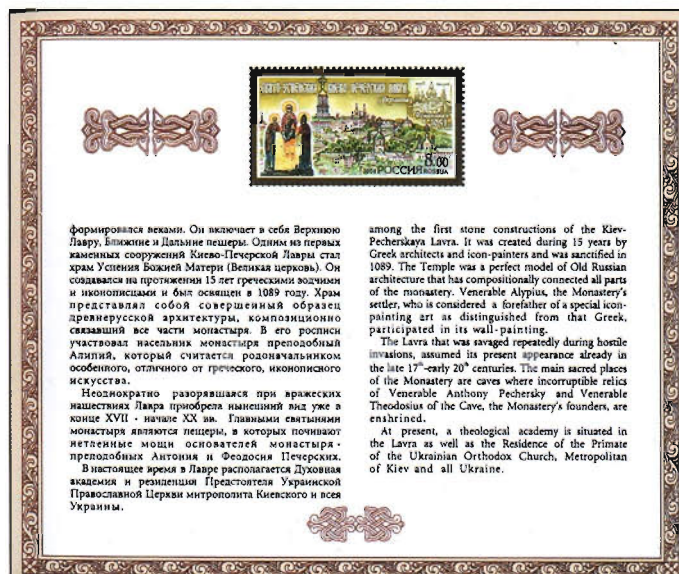 8.00
РОССИЯ ROSSIJA
формировался веками. Он включает в себя Верхнюю
Лавру, Ближние и Дальние пещеры. Одним из первых
каменных сооружений Киево-Печерской Лавры стал
храм Успения Божией Матери (Великая церковь). Он
создавался на протяжении 15 лет греческими зодчими
и иконописцами и был освящен в 1089 году. Храм
представлял собой совершенный образец
древнерусской архитектуры, композиционно
связавший все части монастыря. В его росписи
участвовал насельник монастыря преподобный
Алипий, который считается родоначальником
особенного, отличного от греческого, иконописного
искусства.
Неоднократно разорявшаяся при вражеских
нашествиях Лавра приобрела нынешний вид уже в
конце XVII - начале XX вв. Главными святынями
монастыря являются пещеры, в которых почивают
нетленные мощи основателей монастыря -
преподобных Антония и Феодосия Печерских.
В настоящее время в Лавре располагается Духовная
академия и резиденция Предстоятеля Украинской
Православной Церкви митрополита Киевского и всея
Украины.
among the first stone constructions of the Kiev-
Pecherskaya Lavra. It was created during 15 years by
Greek architects and icon-painters and was sanctified in
1089. The Temple was a perfect model of Old Russian
architecture that has compositionally connected all parts
of the monastery. Venerable Alypius, the Monastery's
settler, who is considered a forefather of a special icon-
painting art as distinguished from that Greek,
participated in its wall-painting.
The Lavra that was savaged repeatedly during hostile
invasions, assumed its present appearance already in
the late 17th-early 20th centuries. The main sacred places
of the Monastery are caves where incorruptible relics
of Venerable Anthony Pechersky and Venerable
Theodosius of the Cave, the Monastery's founders, are
enshrined.
At present, a theological academy is situated in
the Lavra as well as the Residence of the Primate
of the Ukrainian Orthodox Church, Metropolitan
of Kiev and all Ukraine.